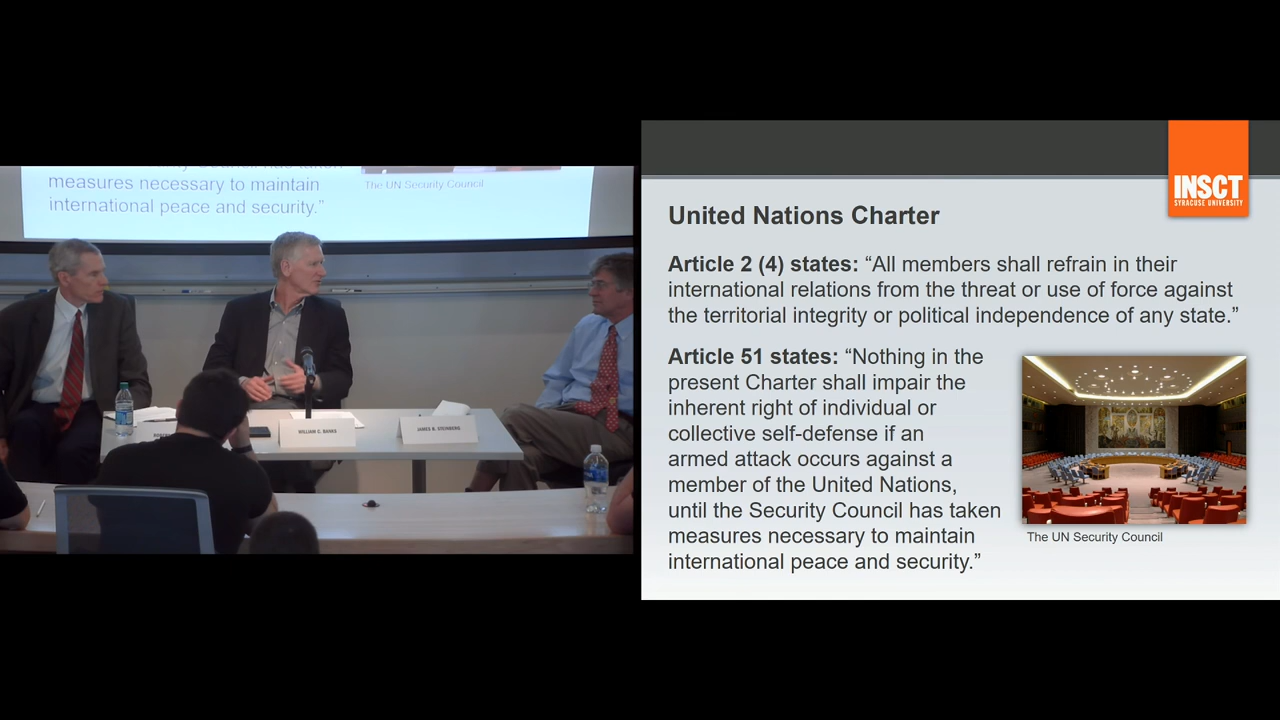 measures necessary to maintain
international peace and security.”
The UN Security Council
WILLIAM C. BANKS
JAMES B. STEINBERG
INSCT
SYRACUSE UNIVERSITY
United Nations Charter
Article 2 (4) states: “All members shall refrain in their
international relations from the threat or use of force against
the territorial integrity or political independence of any state.”
Article 51 states: “Nothing in the
present Charter shall impair the
inherent right of individual or
collective self-defense if an
armed attack occurs against a
member of the United Nations,
until the Security Council has taken
measures necessary to maintain
international peace and security.”
The UN Security Council